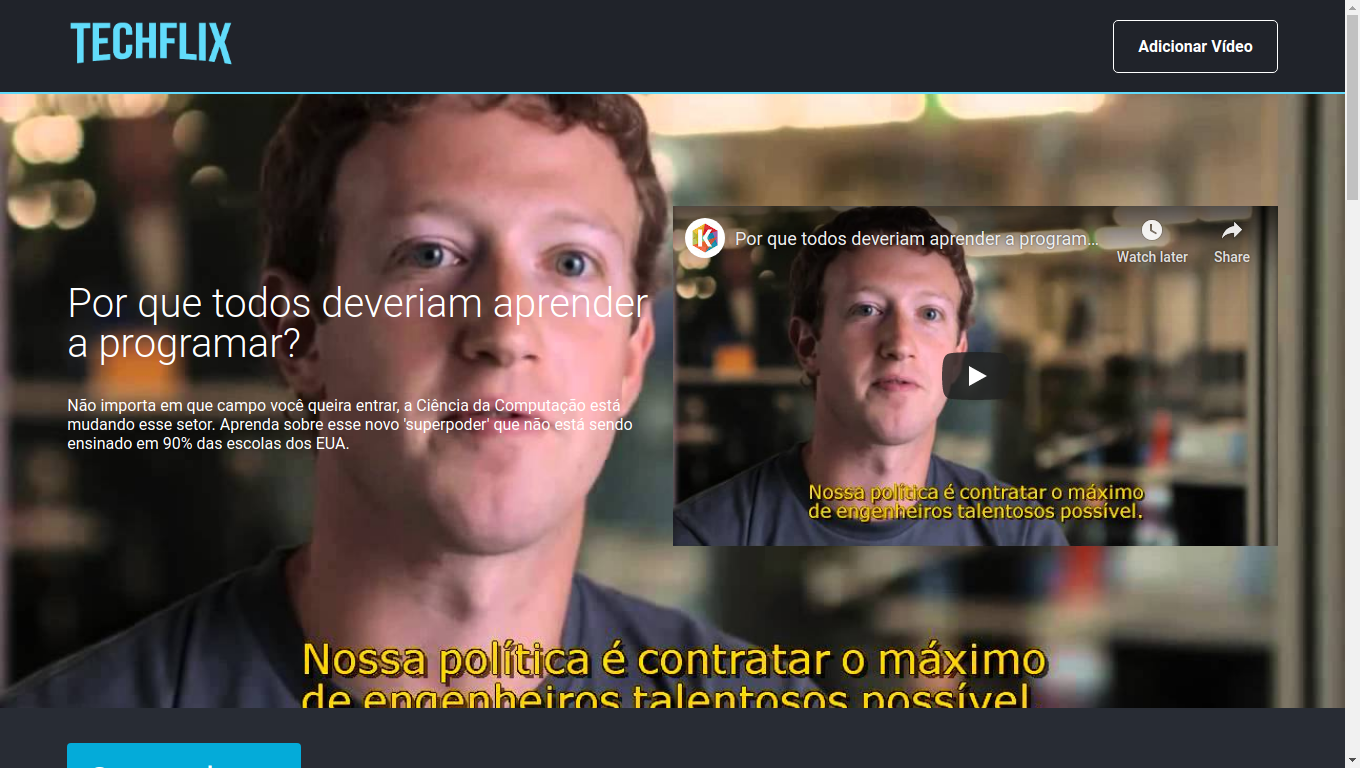 TECHFLIX
Adicionar Vídeo
Por que todos deveriam aprender
a programar?
Não importa em que campo você queira entrar, a Ciência da Computação está
mudando esse setor. Aprenda sobre esse novo 'superpoder' que não está sendo
ensinado em 90% das escolas dos EUA.
K
Por que todos deveriam aprender a program...
Watch later
Share
Nossa política é contratar o máximo
de engenheiros talentosos possível.
Nossa política é contratar o máximo
de engenheiros talentosos possível